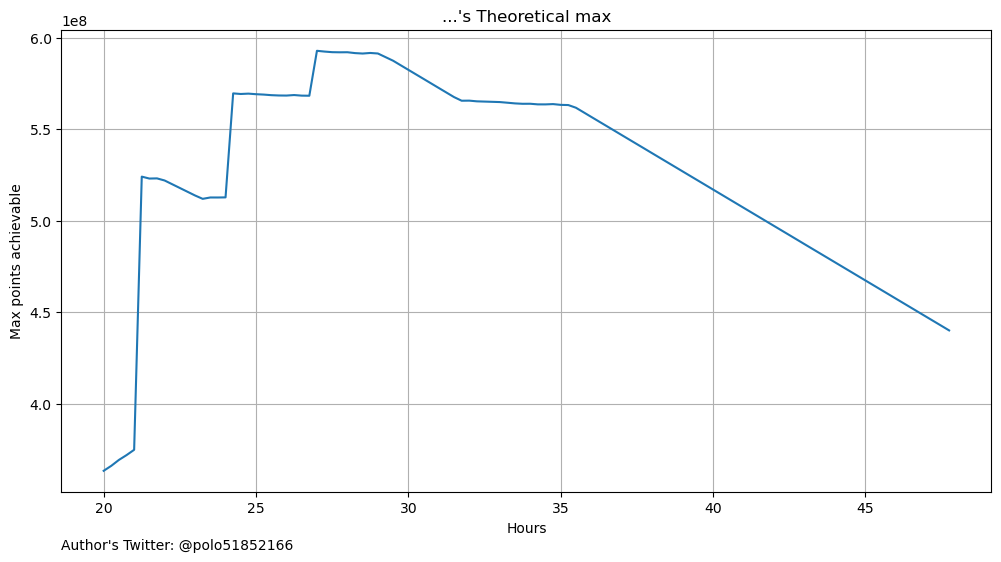 ...'s Theoretical max
1e8
6.0
5.5
5.0
4.5
4.0
Max points achievable
20 25 30 35 40 45
Hours
Author's Twitter: @polo51852166